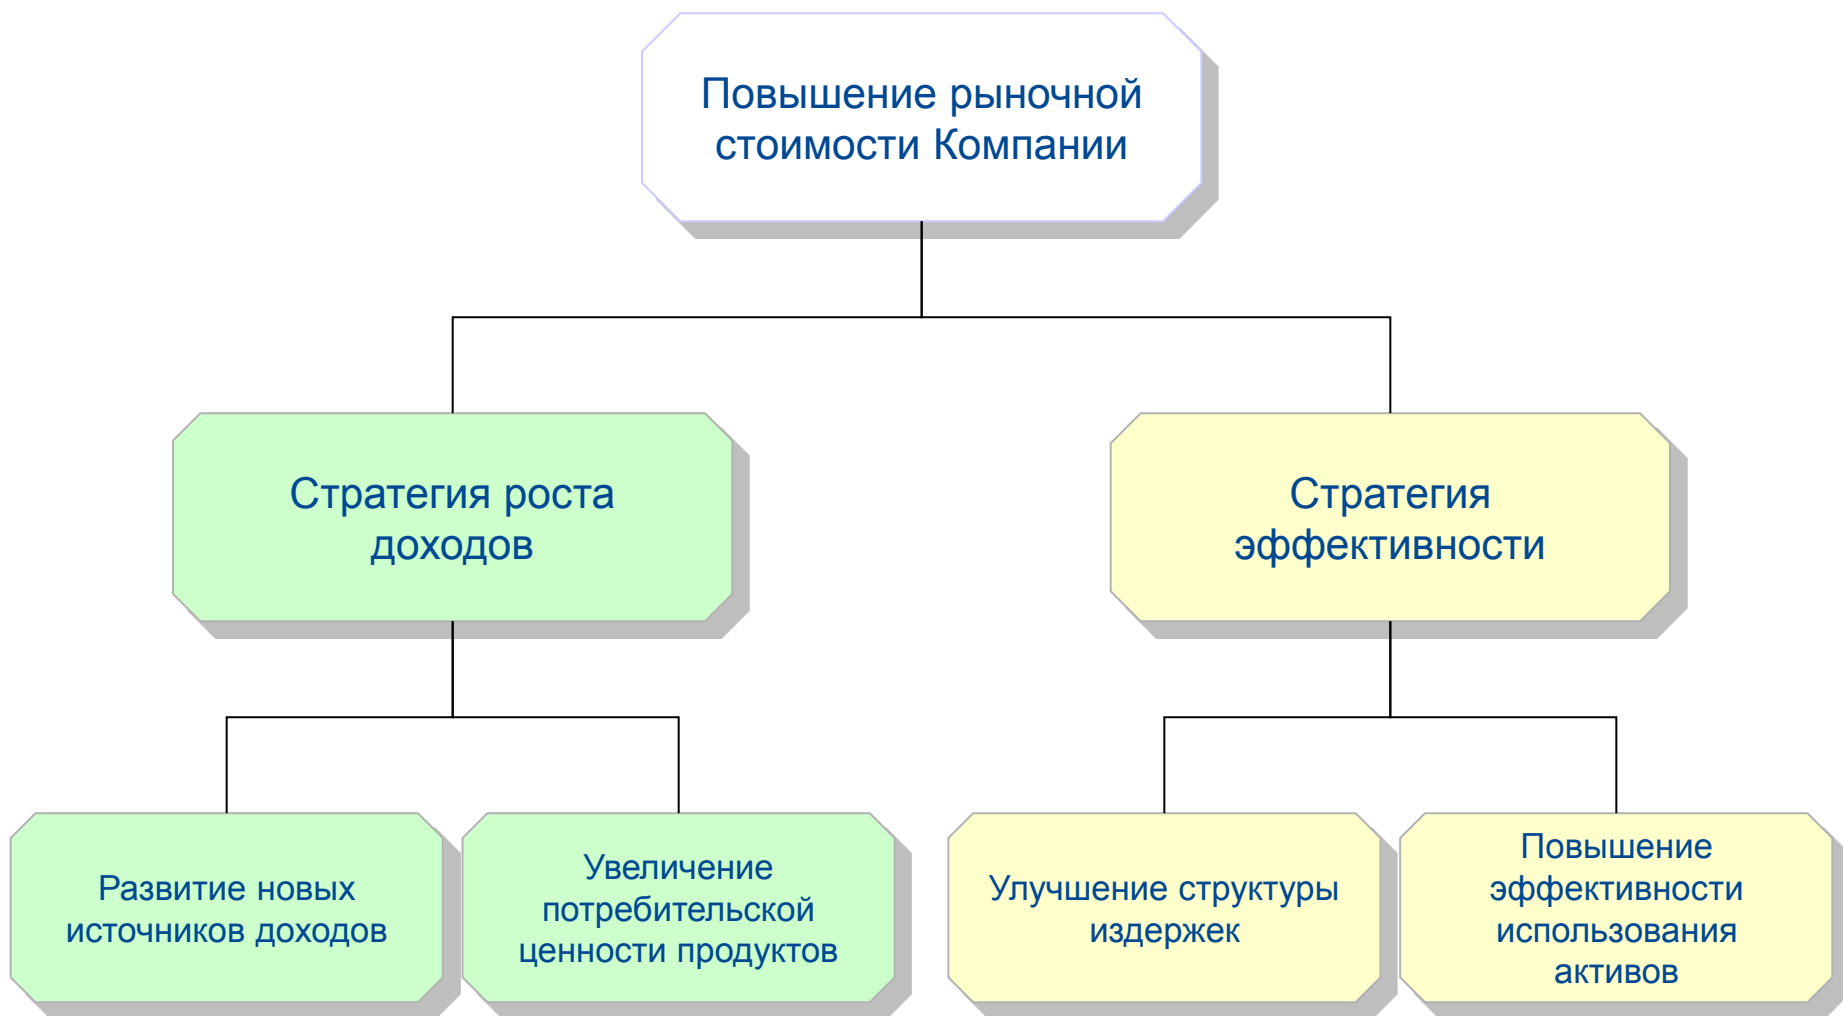 Повышение рыночной
стоимости Компании
Стратегия роста
доходов
Стратегия
эффективности
Развитие новых
источников доходов
Увеличение
потребительской
ценности продуктов
Улучшение структуры
издержек
Повышение
эффективности
использования
активов